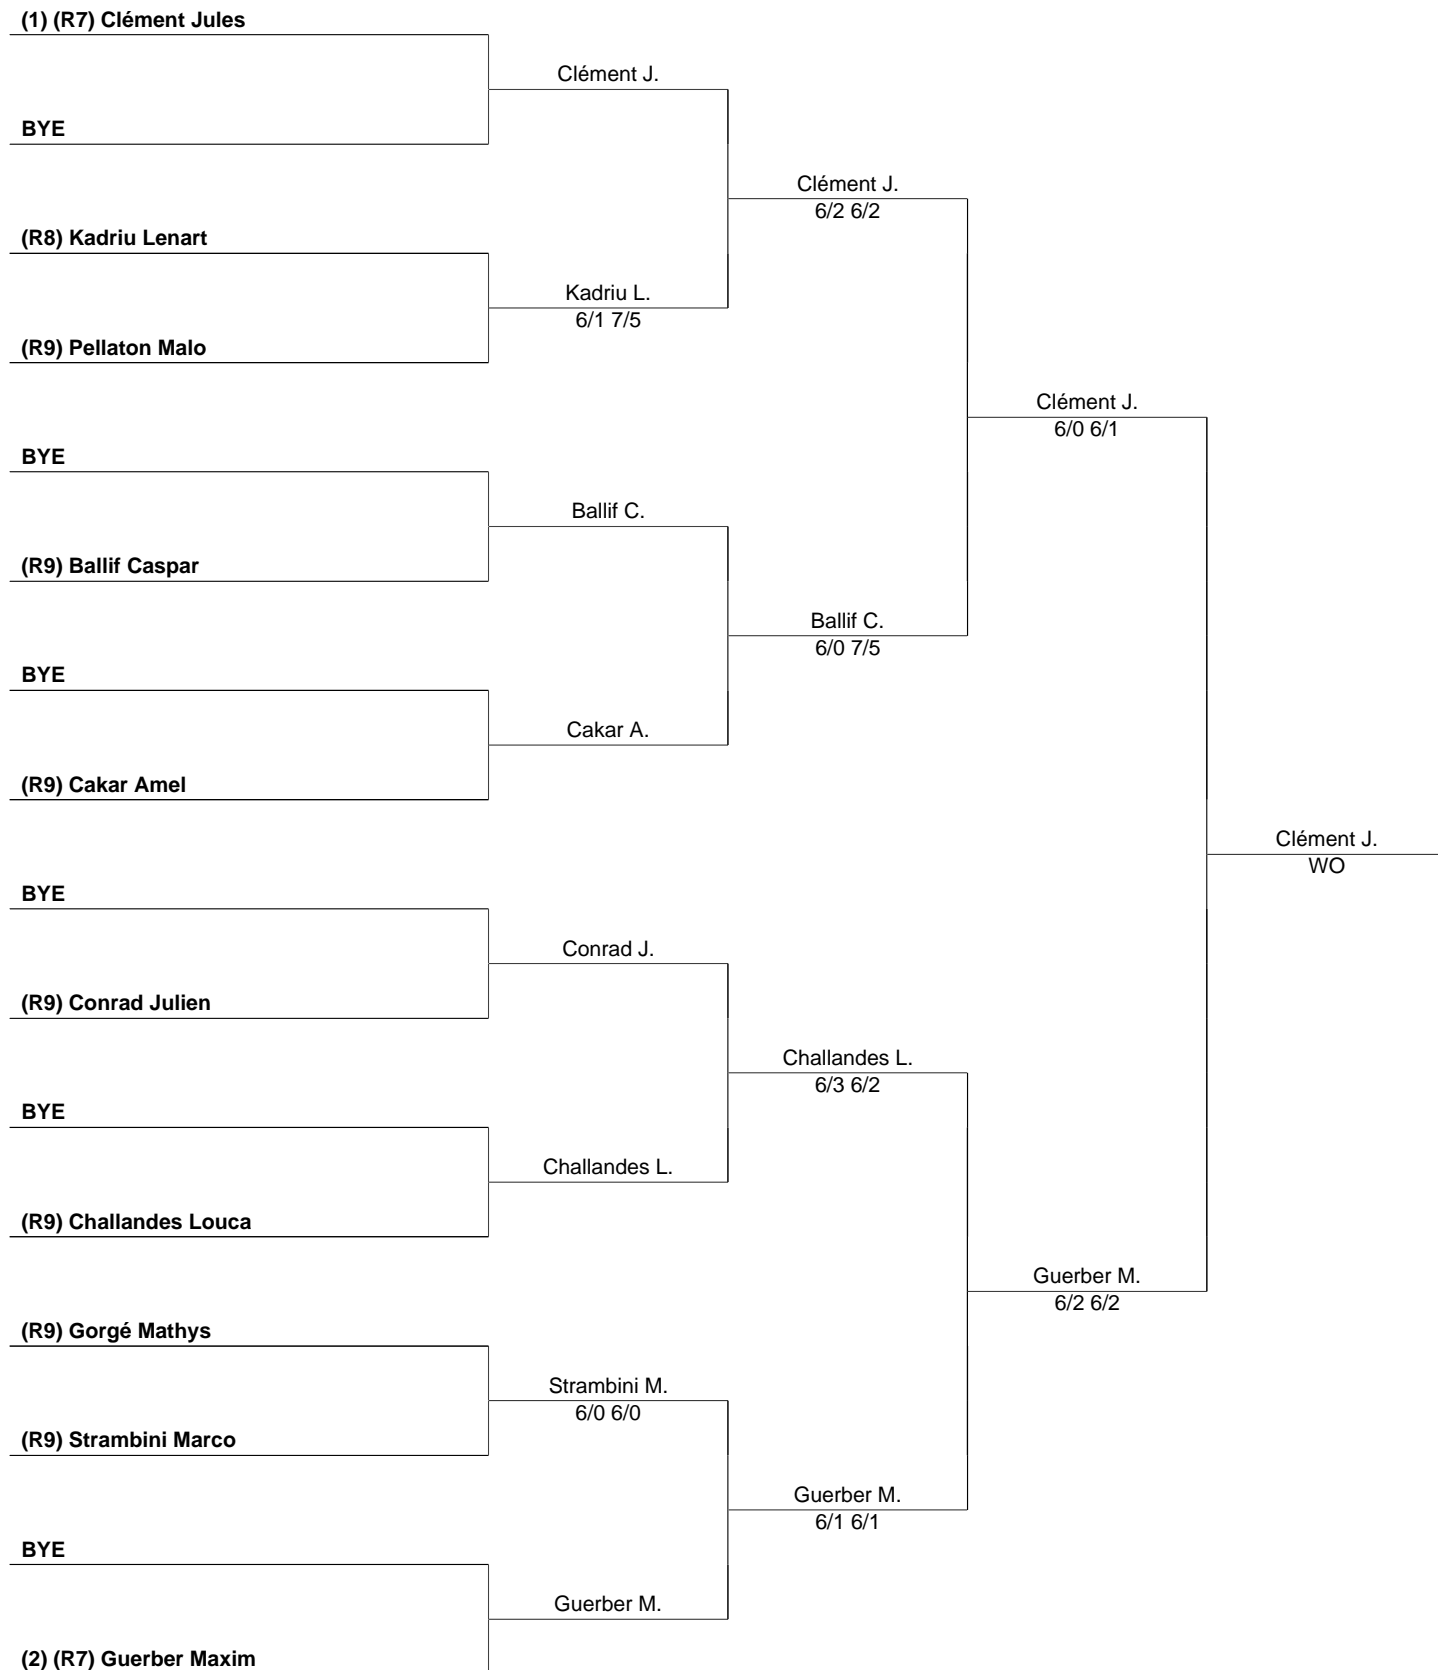 (1) (R7) Clément Jules
Clément J.
BYE
Clément J.
6/2 6/2
(R8) Kadriu Lenart
Kadriu L.
6/1 7/5
(R9) Pellaton Malo
Clément J.
6/0 6/1
BYE
Ballif C.
(R9) Ballif Caspar
Ballif C.
6/0 7/5
BYE
Cakar A.
(R9) Cakar Amel
Clément J.
WO
BYE
Conrad J.
(R9) Conrad Julien
Challandes L.
6/3 6/2
BYE
Challandes L.
(R9) Challandes Louca
Guerber M.
6/2 6/2
(R9) Gorgé Mathys
Strambini M.
6/0 6/0
(R9) Strambini Marco
Guerber M.
6/1 6/1
BYE
Guerber M.
(2) (R7) Guerber Maxim